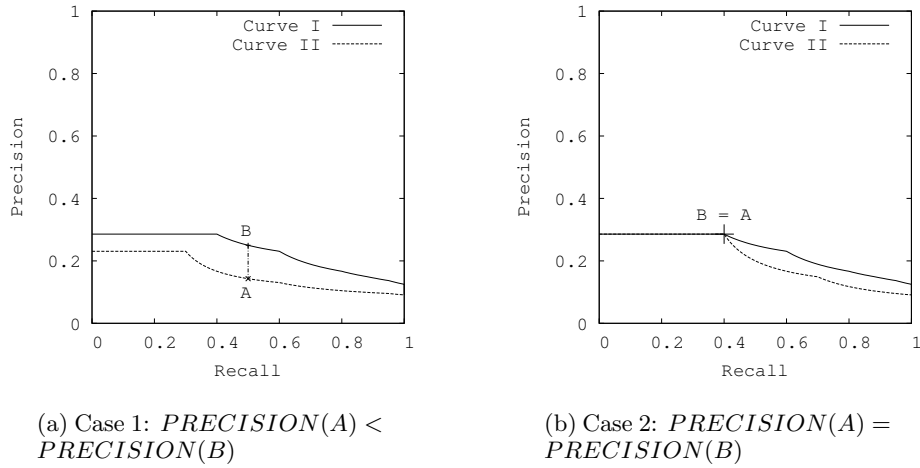 Curve I
Curve II
1
0.8
0.6
0.4
0.2
0
Precision
B
A
0 0.2 0.4 0.6 0.8 1
Recall
(a) Case 1: PRECISION(A) <
PRECISION(B)
Curve I
Curve II
1
0.8
0.6
0.4
0.2
0
Precision
B = A
0 0.2 0.4 0.6 0.8 1
Recall
(b) Case 2: PRECISION(A) =
PRECISION(B)